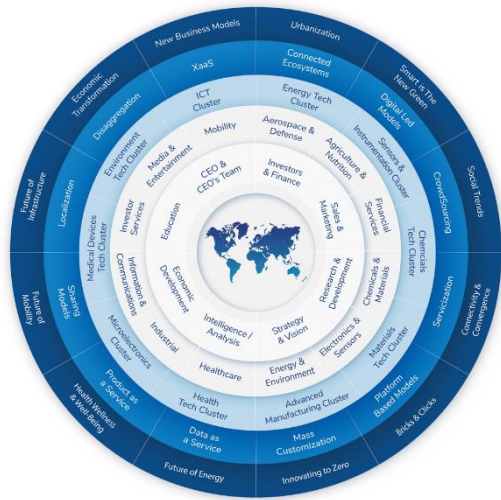 New Business Models
Urbanization
Smart is The
New Green
Social Trends
Connectivity &
Convergence
Bricks & Clicks
Innovating to Zero
Future of Energy
Health Wellness
& Well Being
Future of
Mobility
Future of
Infrastructure
Economic
Transformation
XaaS
Connected
Ecosystems
Digital Led
Models
CrowdSourcing
Servicization
Platform
Based Models
Mass
Customization
Data as
a Service
Product as
a Service
Sharing
Models
Localization
Disaggregation
ICT
Cluster
Energy Tech
Cluster
Sensors &
Instrumentation Cluster
Chemcials
Tech Cluster
Materials
Tech Cluster
Advanced
Manufacturing Cluster
Health
Tech Cluster
Microelectronics
Cluster
Medical Devices
Tech Cluster
Environment
Tech Cluster
Mobility
Aerospace &
Defense
Agriculture &
Nutrition
Financial
Services
Chemicals &
Materials
Electronics &
Sensors
Energy &
Environment
Healthcare
Industrial
Information &
Communications
Investor
Services
Media &
Entertainment
CEO &
CEO's Team
Investors
& Finance
Sales &
Marketing
Research &
Development
Strategy
& Vision
Intelligence /
Analysis
Economic
Development
Education